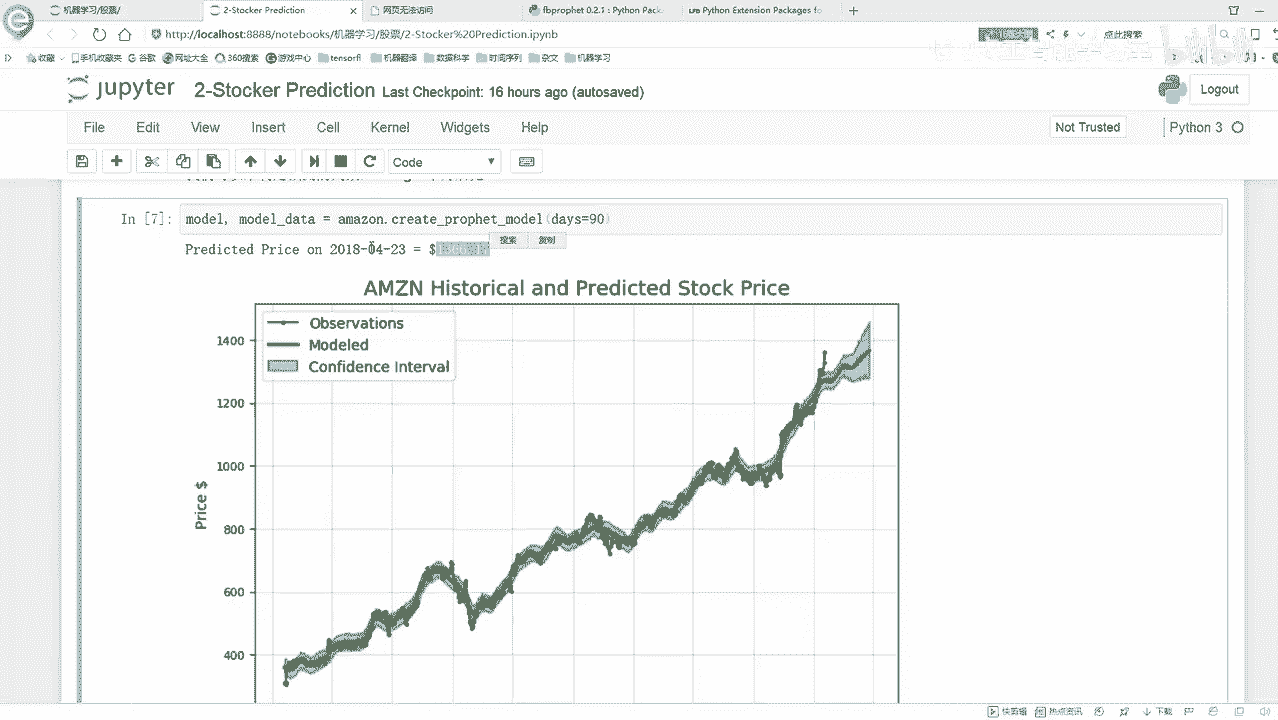 机器学习/股票/
2-Stocker Prediction
网页无法访问
fbprophet 0.2.1 : Python Pack
Python Extension Packages fo
http://localhost:8888/notebook
机器学习/股票/2-Stocker%20Prediction.ipynb
点此搜索
收藏
手机收藏夹
谷歌
网址大全
360搜索
游戏中心
tensorfl
机器翻译
数据科学
时间序列
杂文
机器学习
jupyter
2-Stocker Prediction
Last Checkpoint: 16 hours ago (autosaved)
Logout
File
Edit
View
Insert
Cell
Kernel
Widgets
Help
Not Trusted
Python 3
Code
In [7]:
model, model_data = amazon.create_prophet_model(days=90)
Predicted Price on 2018-04-23 = $
搜索
复制
AMZN Historical and Predicted Stock Price
Observations
Modeled
Confidence Interval
1400
1200
1000
800
600
400
Price $
快剪辑
热点资讯
下载